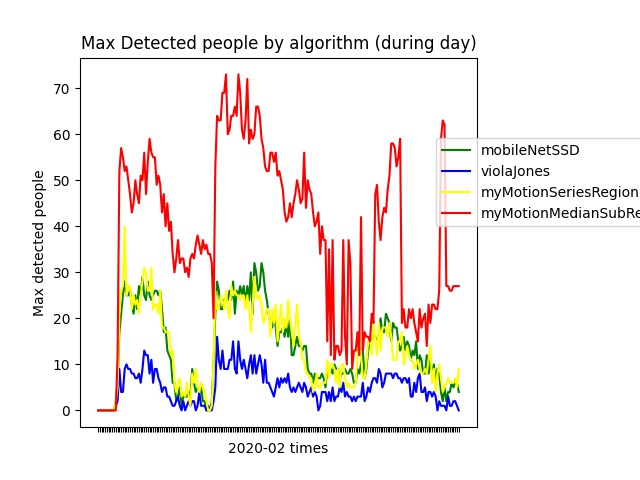 Max Detected people by algorithm (during day)
Max detected people
70
60
50
40
30
20
10
0
2020-02 times
mobileNetSSD
violaJones
myMotionSeriesRegion
myMotionMedianSubRe